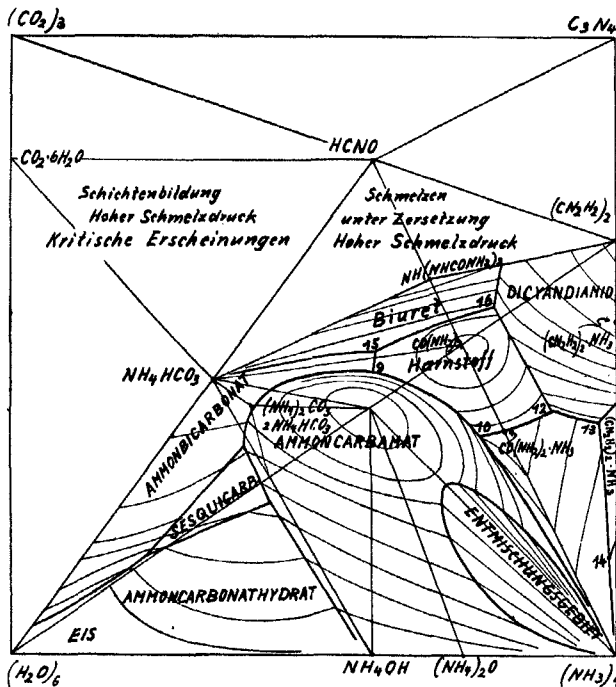 (CO₂)₃
C₃N₄
HCNO
CO₂·6H₂O
Schichtenbildung
Hoher Schmelzdruck
Kritische Erscheinungen
Schmelzen
unter Zersetzung
Hoher Schmelzdruck
(CN₂H₂)₂
NH(NHCONH₂)₂
DICYANDIAMID
Biuret
16
15
9
CO(NH₂)₂
Harnstoff
(CN₂H₂)₂·NH₃
NH₄HCO₃
(NH₄)₂CO₃
2NH₄HCO₃
AMMONCARBAMAT
AMMONBICARBONAT
10
12
13
CO(NH₂)₂·NH₃
SESQUICARB.
ENTMISCHUNGSGEBIET
14
AMMONCARBONATHYDRAT
EIS
(H₂O)₆
NH₄OH
(NH₄)₂O